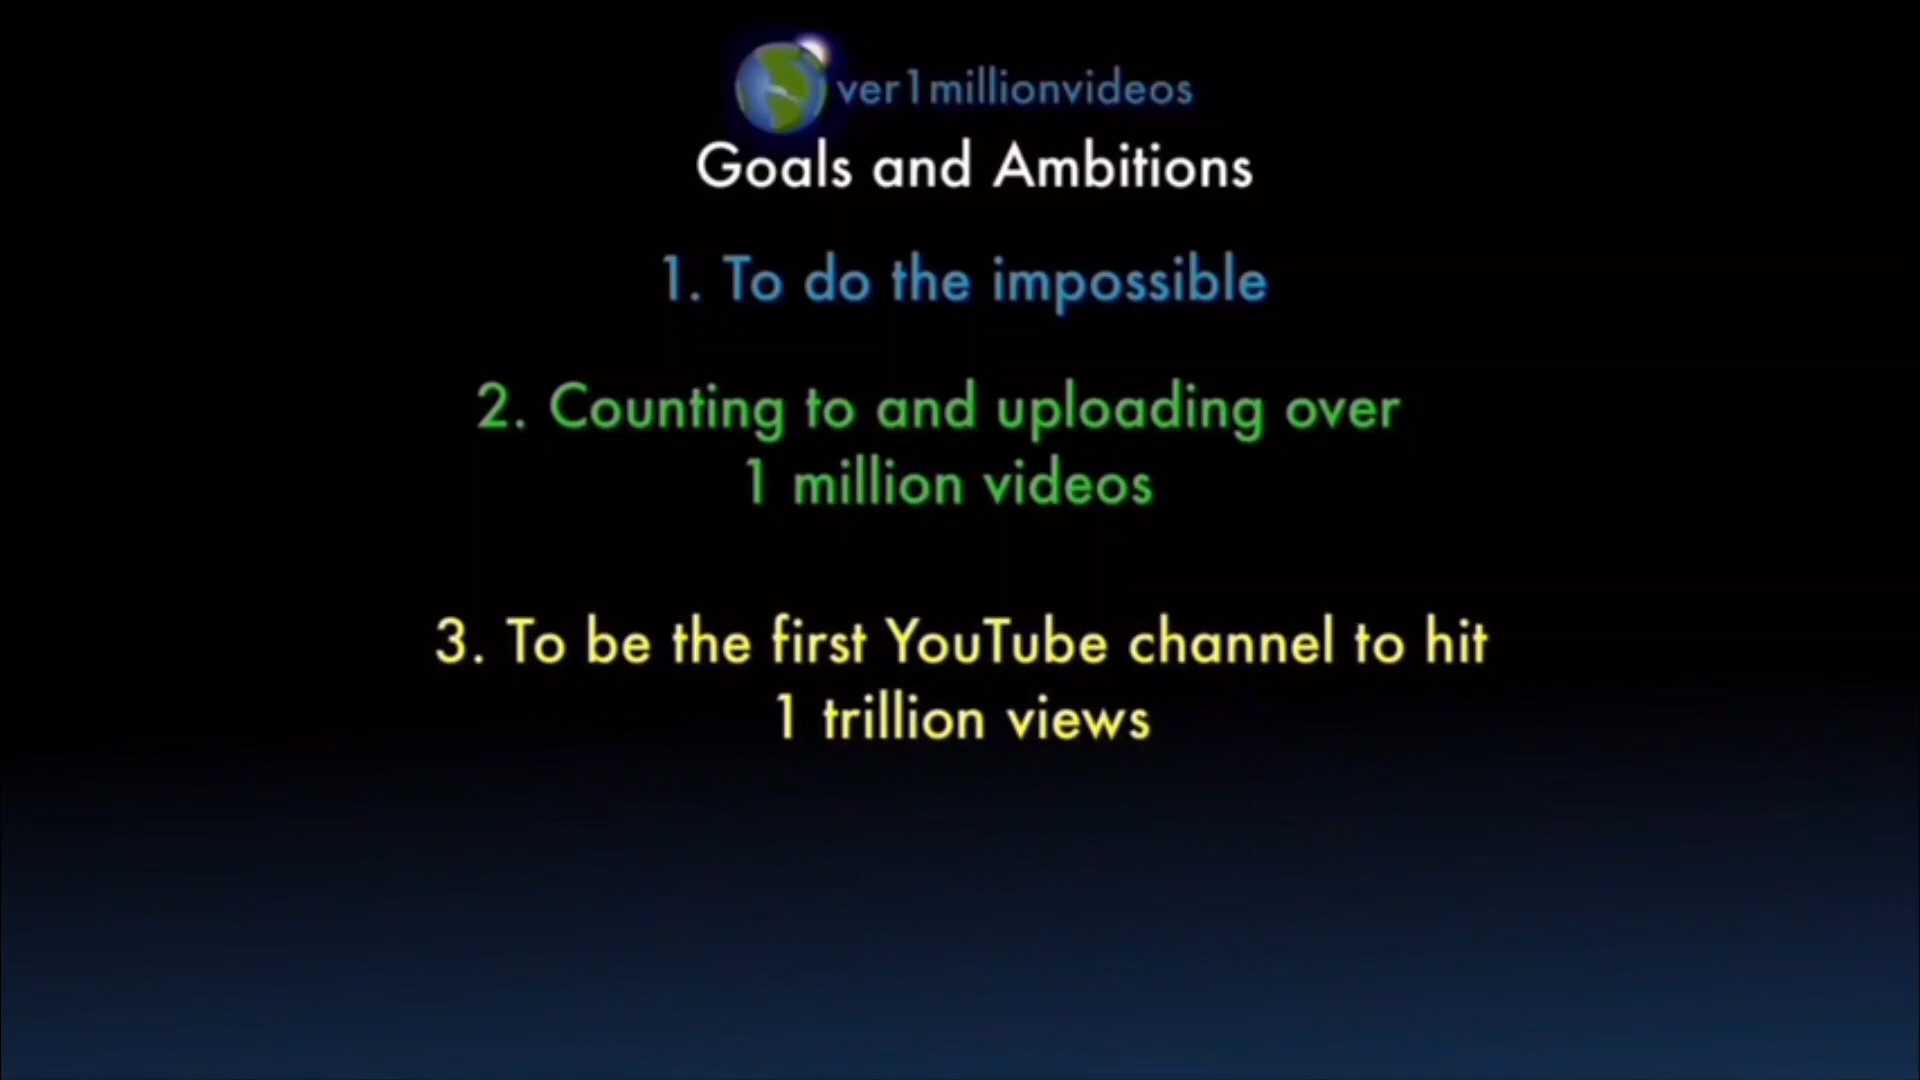 ver1millionvideos
Goals and Ambitions
1. To do the impossible
2. Counting to and uploading over
1 million videos
3. To be the first YouTube channel to hit
1 trillion views